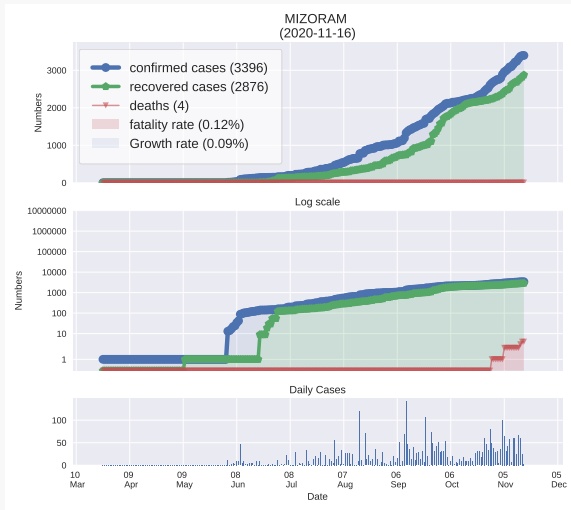 MIZORAM
(2020-11-16)
confirmed cases (3396)
recovered cases (2876)
deaths (4)
fatality rate (0.12%)
Growth rate (0.09%)
Numbers
3000
2000
1000
0
Log scale
Numbers
10000000
1000000
100000
10000
1000
100
10
1
Daily Cases
100
50
0
10 09 09 08 08 07 06 06 05 05
Mar Apr May Jun Jul Aug Sep Oct Nov Dec
Date